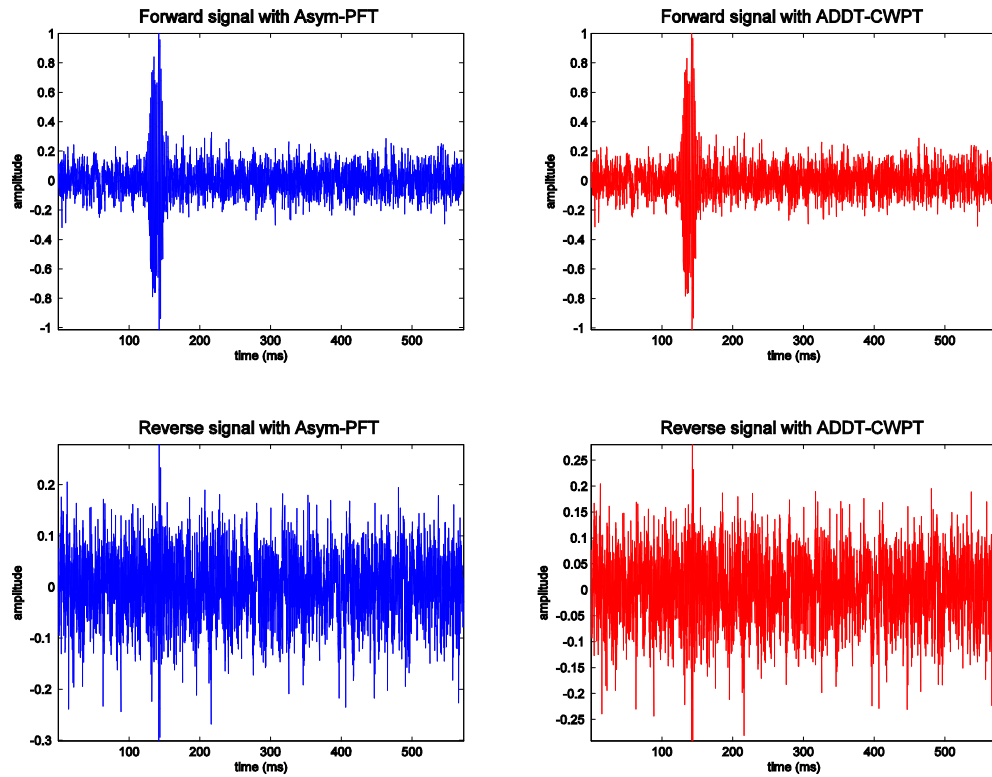 Forward signal with Asym-PFT
1
0.8
0.6
0.4
0.2
0
-0.2
-0.4
-0.6
-0.8
-1
amplitude
100 200 300 400 500
time (ms)
Forward signal with ADDT-CWPT
1
0.8
0.6
0.4
0.2
0
-0.2
-0.4
-0.6
-0.8
-1
amplitude
100 200 300 400 500
time (ms)
Reverse signal with Asym-PFT
0.2
0.1
0
-0.1
-0.2
-0.3
amplitude
100 200 300 400 500
time (ms)
Reverse signal with ADDT-CWPT
0.25
0.2
0.15
0.1
0.05
0
-0.05
-0.1
-0.15
-0.2
-0.25
amplitude
100 200 300 400 500
time (ms)